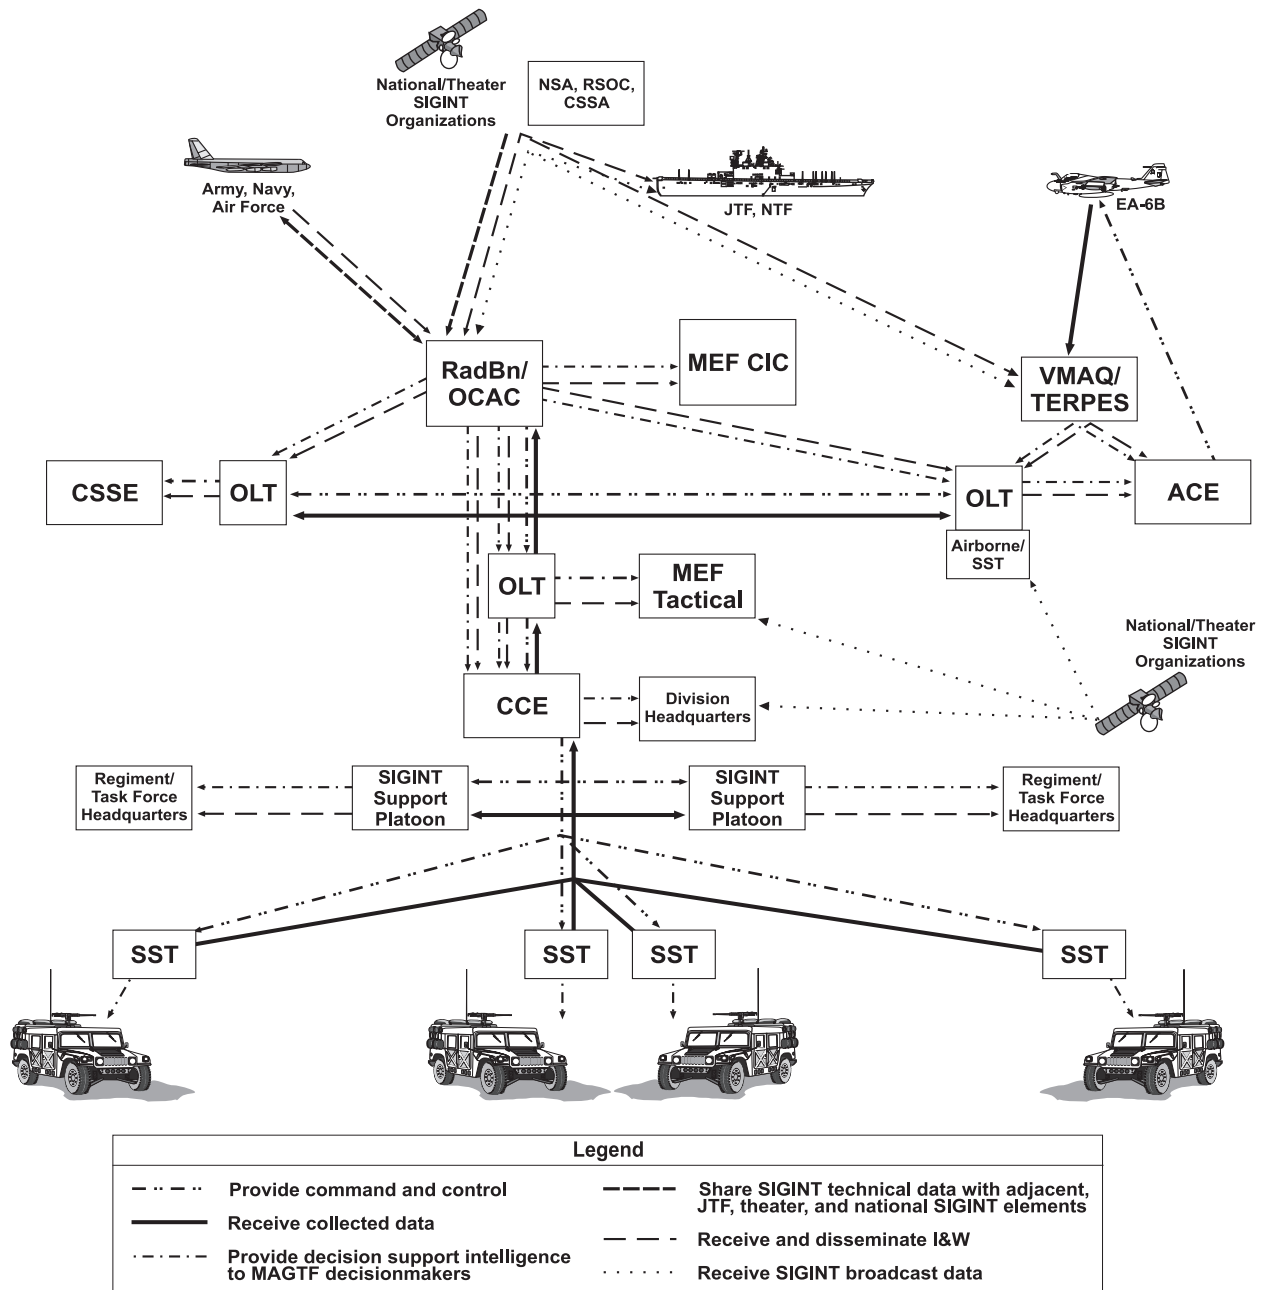 National/Theater
SIGINT
Organizations
NSA, RSOC,
CSSA
Army, Navy,
Air Force
JTF, NTF
EA-6B
RadBn/
OCAC
MEF CIC
VMAQ/
TERPES
CSSE
OLT
OLT
ACE
Airborne/
SST
OLT
MEF
Tactical
National/Theater
SIGINT
Organizations
CCE
Division
Headquarters
Regiment/
Task Force
Headquarters
SIGINT
Support
Platoon
SIGINT
Support
Platoon
Regiment/
Task Force
Headquarters
SST
SST
SST
SST
Legend
Provide command and control
Receive collected data
Provide decision support intelligence
to MAGTF decisionmakers
Share SIGINT technical data with adjacent,
JTF, theater, and national SIGINT elements
Receive and disseminate I&W
Receive SIGINT broadcast data